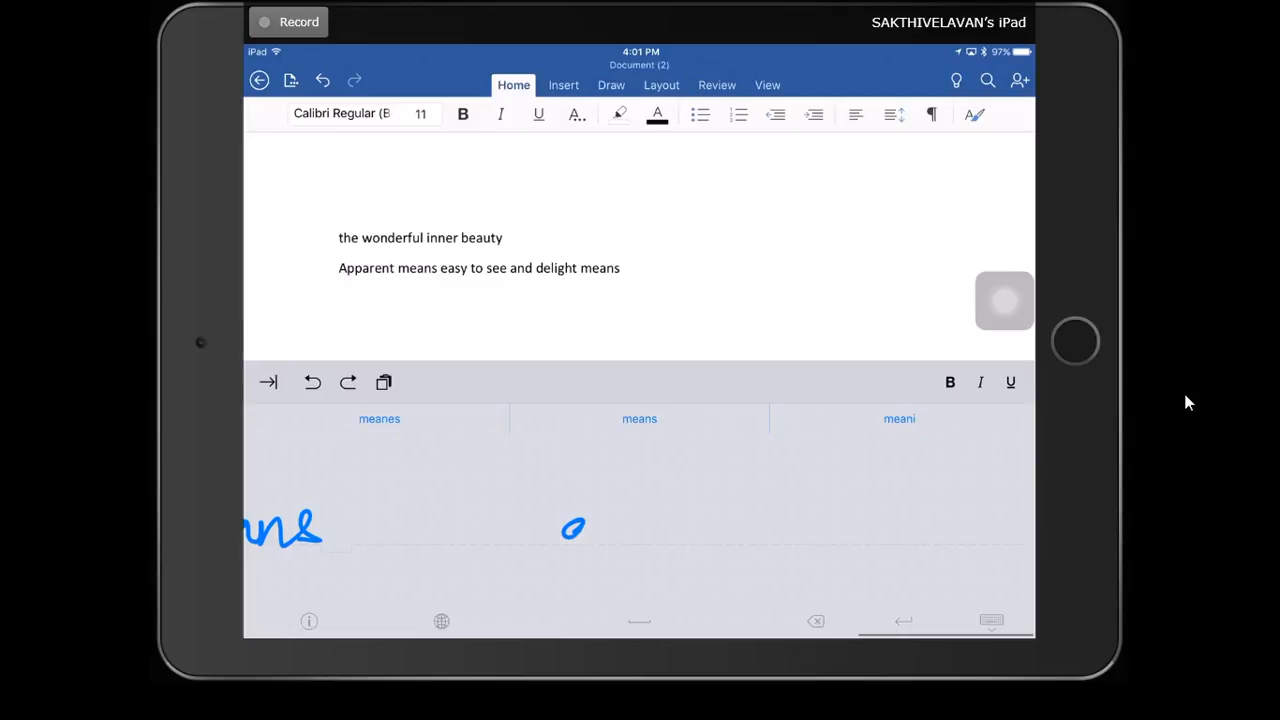 Record
SAKTHIVELAVAN's iPad
iPad 4:01 PM 97%
Document (2)
Home Insert Draw Layout Review View
Calibri Regular (B 11 B I U A.. A ¶ A
the wonderful inner beauty
Apparent means easy to see and delight means
B I U
meanes means meani
ans o